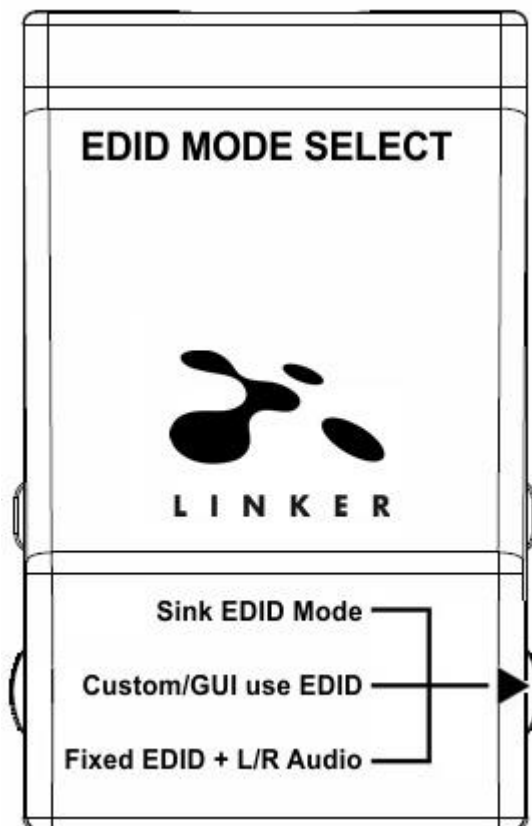 EDID MODE SELECT
LINKER
Sink EDID Mode
Custom/GUI use EDID
Fixed EDID + L/R Audio